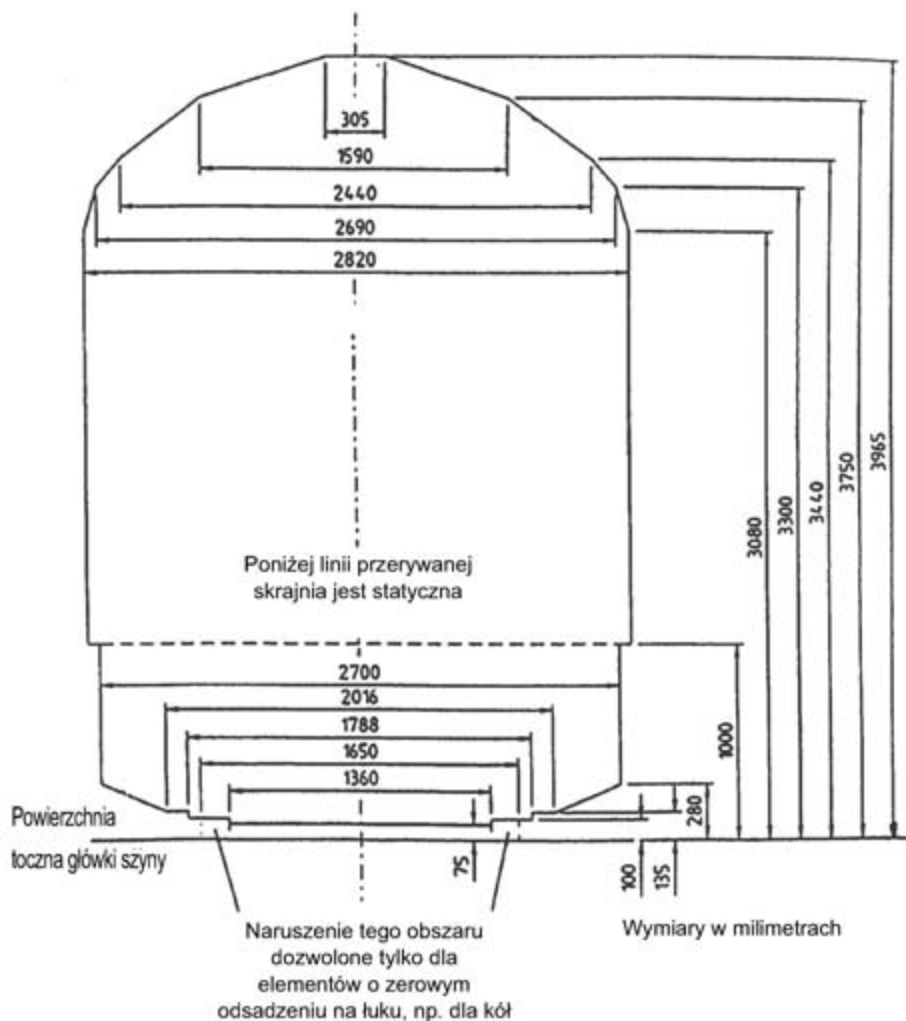 305
1590
2440
2690
2820
3965
3750
3440
3300
3080
Poniżej linii przerywanej
skrajnia jest statyczna
2700
2016
1788
1650
1360
1000
280
Powierzchnia
toczna główki szyny
75
100
135
Naruszenie tego obszaru
dozwolone tylko dla
elementów o zerowym
odsadzeniu na łuku, np. dla kół
Wymiary w milimetrach